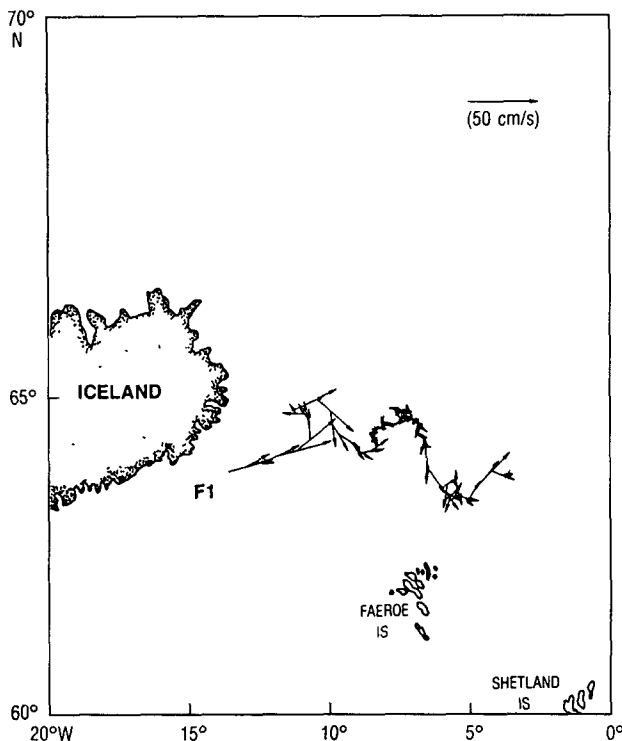 70°
N
(50 cm/s)
ICELAND
65°
F1
FAEROE
IS
SHETLAND
IS
60°
20°W
15°
10°
5°
0°